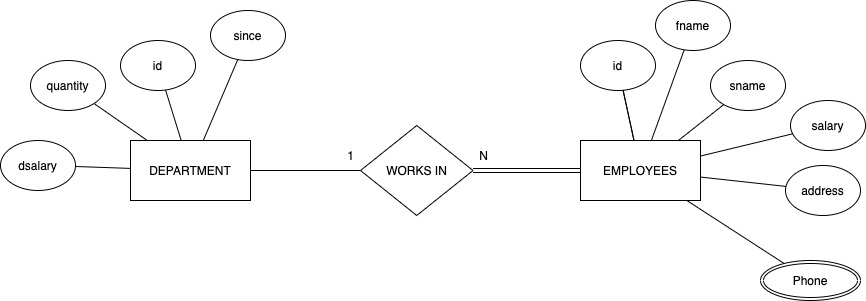 fname
since
id
id
quantity
sname
salary
1
N
dsalary
DEPARTMENT
WORKS IN
EMPLOYEES
address
Phone